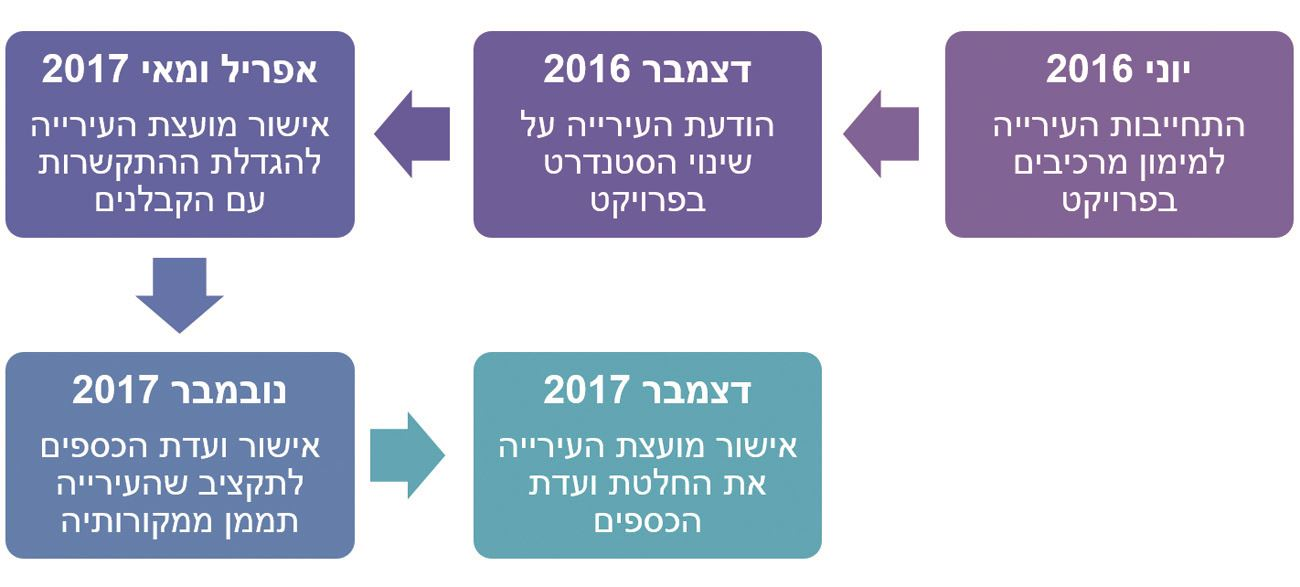 יוני 2016
התחייבות העירייה
למימון מרכיבים
בפרויקט
דצמבר 2016
הודעת העירייה על
שינוי הסטנדרט
בפרויקט
אפריל ומאי 2017
אישור מועצת העירייה
להגדלת ההתקשרות
עם הקבלנים
נובמבר 2017
אישור ועדת הכספים
לתקציב שהעירייה
תממן ממקורותיה
דצמבר 2017
אישור מועצת העירייה
את החלטת ועדת
הכספים